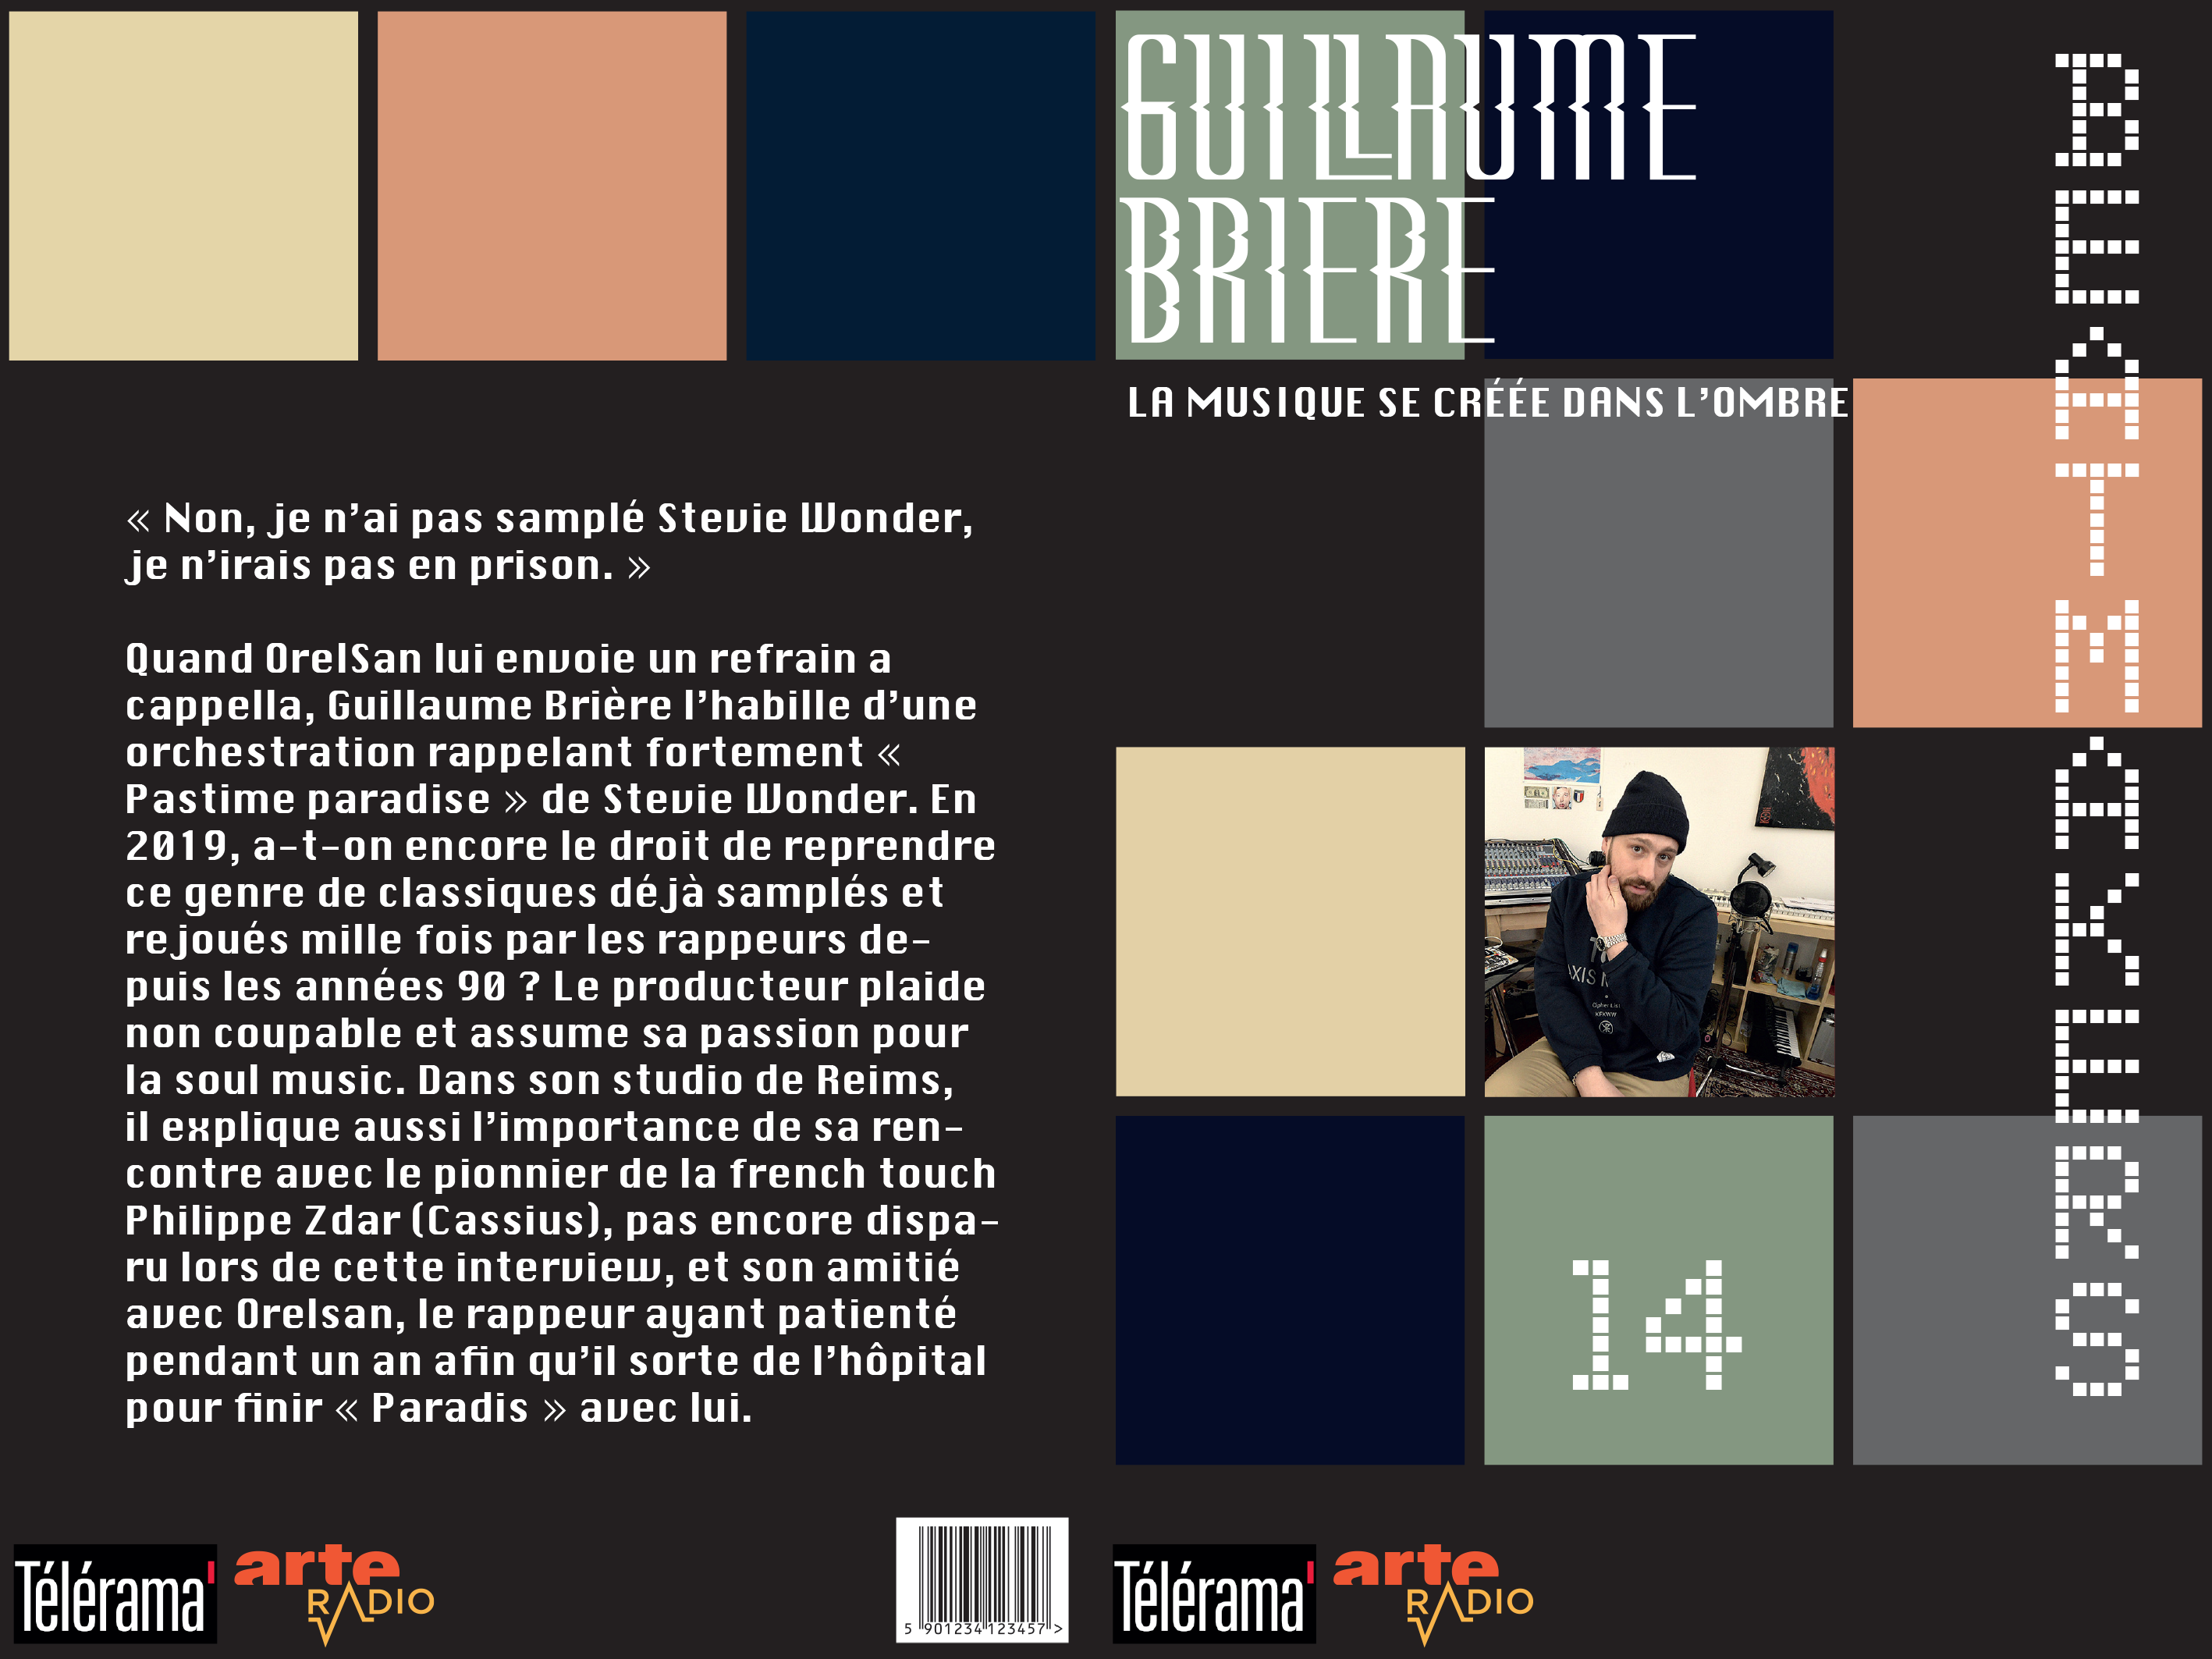 « Non, je n’ai pas samplé Stevie Wonder,
je n’irais pas en prison. »
Quand OrelSan lui envoie un refrain a
cappella, Guillaume Brière l’habille d’une
orchestration rappelant fortement «
Pastime paradise » de Stevie Wonder. En
2019, a-t-on encore le droit de reprendre
ce genre de classiques déjà samplés et
rejoués mille fois par les rappeurs de-
puis les années 90 ? Le producteur plaide
non coupable et assume sa passion pour
la soul music. Dans son studio de Reims,
il explique aussi l’importance de sa ren-
contre avec le pionnier de la french touch
Philippe Zdar (Cassius), pas encore dispa-
ru lors de cette interview, et son amitié
avec Orelsan, le rappeur ayant patienté
pendant un an afin qu’il sorte de l’hôpital
pour finir « Paradis » avec lui.
Télérama'
arte
RADIO
5 901234 123457 >
GUILLAUME
BRIERE
LA MUSIQUE SE CRÉÉE DANS L’OMBRE
AXIS
14
Télérama'
arte
RADIO
BEATMAKERS